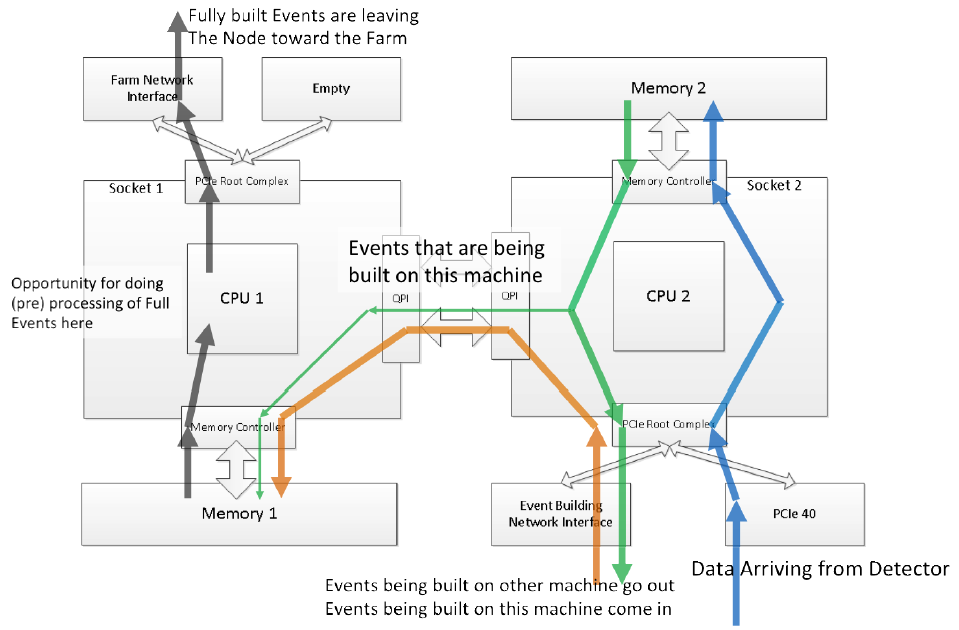 Fully built Events are leaving
The Node toward the Farm
Farm Network
Interface
Empty
Memory 2
PCIe Root Complex
Memory Controller
Socket 1
Socket 2
Events that are being
built on this machine
Opportunity for doing
(pre) processing of Full
Events here
CPU 1
QPI
QPI
CPU 2
Memory Controller
PCIe Root Complex
Memory 1
Event Building
Network Interface
PCIe 40
Data Arriving from Detector
Events being built on other machine go out
Events being built on this machine come in